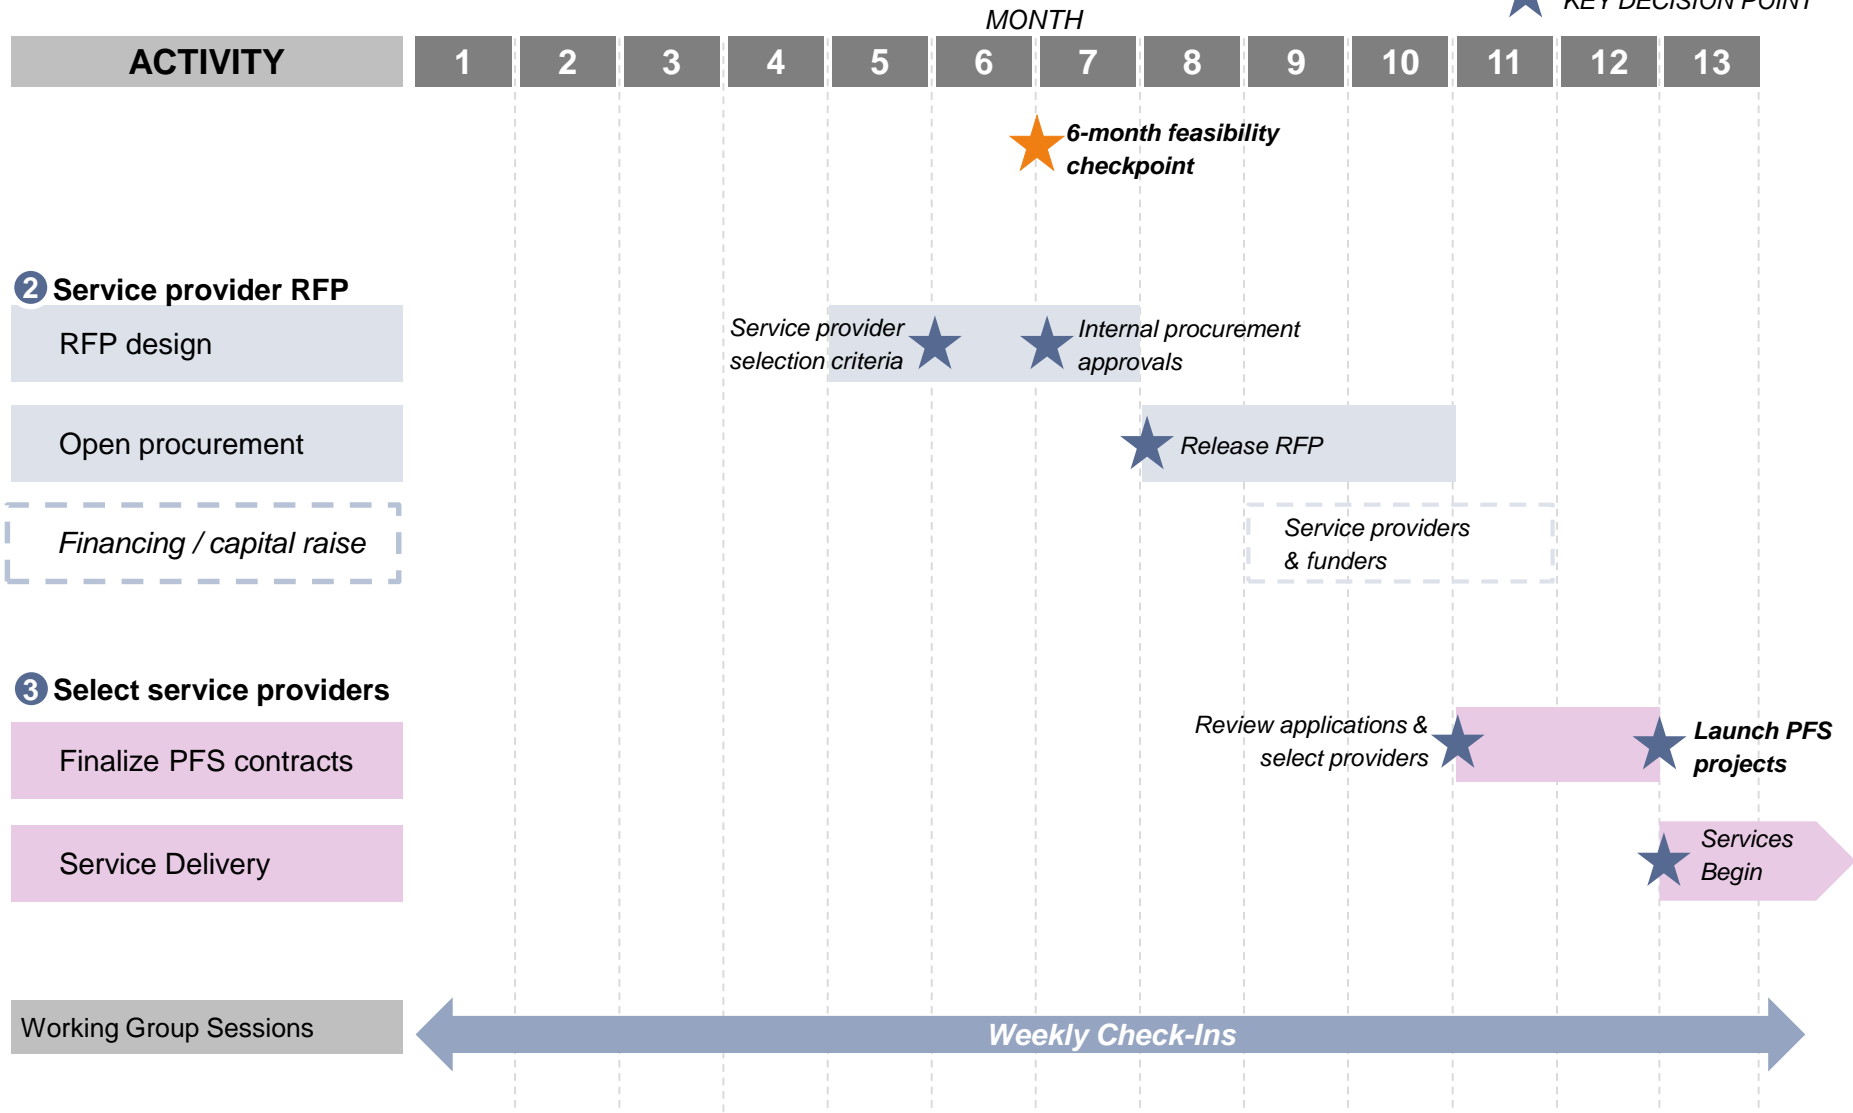 KEY DECISION POINT
MONTH
ACTIVITY 1 2 3 4 5 6 7 8 9 10 11 12 13
6-month feasibility
checkpoint
2 Service provider RFP
RFP design
Service provider
selection criteria
Internal procurement
approvals
Open procurement
Release RFP
Financing / capital raise
Service providers
& funders
3 Select service providers
Finalize PFS contracts
Review applications &
select providers
Launch PFS
projects
Service Delivery
Services
Begin
Working Group Sessions
Weekly Check-Ins